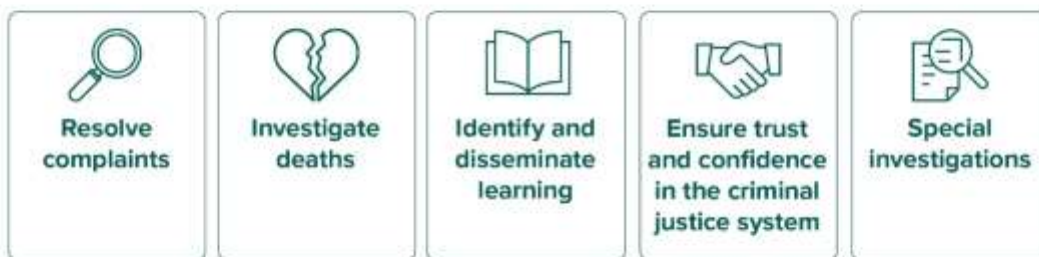 Resolve
complaints
Investigate
deaths
Identify and
disseminate
learning
Ensure trust
and confidence
in the criminal
justice system
Special
investigations